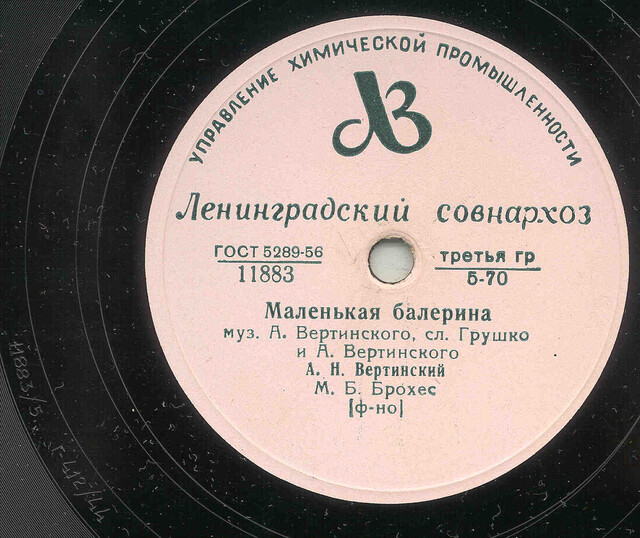 УПРАВЛЕНИЕ ХИМИЧЕСКОЙ ПРОМЫШЛЕННОСТИ
ЛЗ
Ленинградский совнархоз
ГОСТ 5289-56
11883
третья гр
5-70
Маленькая балерина
муз. А. Вертинского, сл. Грушко
и А. Вертинского
А. Н. Вертинский
М. Б. Брохес
[ф-но]